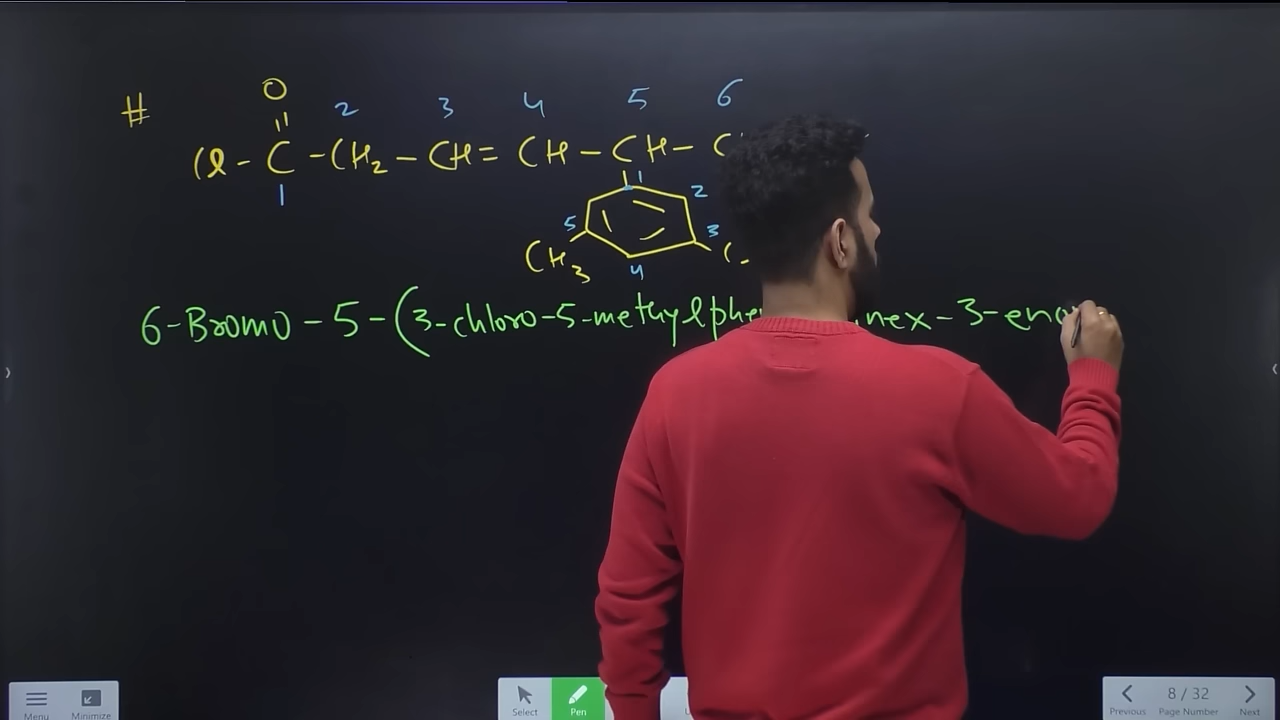 #
O
2 3 4 5 6
Cl - C - CH2 - CH = CH - CH - C
1
1 2
5 3
CH3 4
6-Bromo-5-(3-chloro-5-methylphe nex-3-eno
Menu Minimize Select Pen Previous 8 / 32 Page Number Next